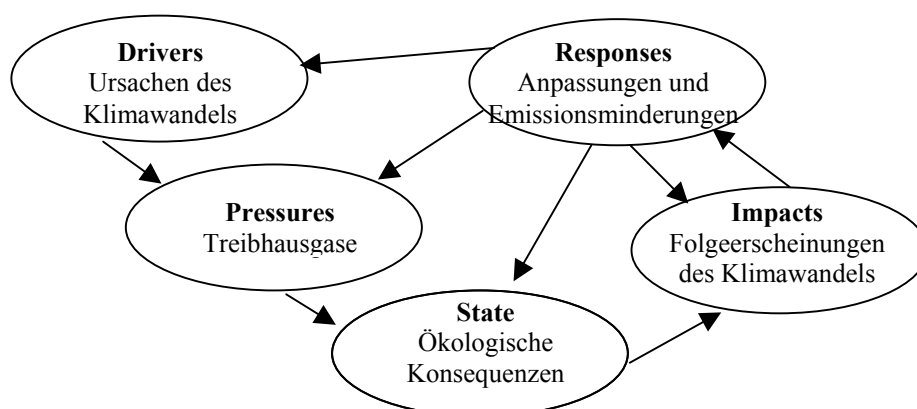 Drivers
Ursachen des
Klimawandels
Responses
Anpassungen und
Emissionsminderungen
Pressures
Treibhausgase
Impacts
Folgeerscheinungen
des Klimawandels
State
Ökologische
Konsequenzen